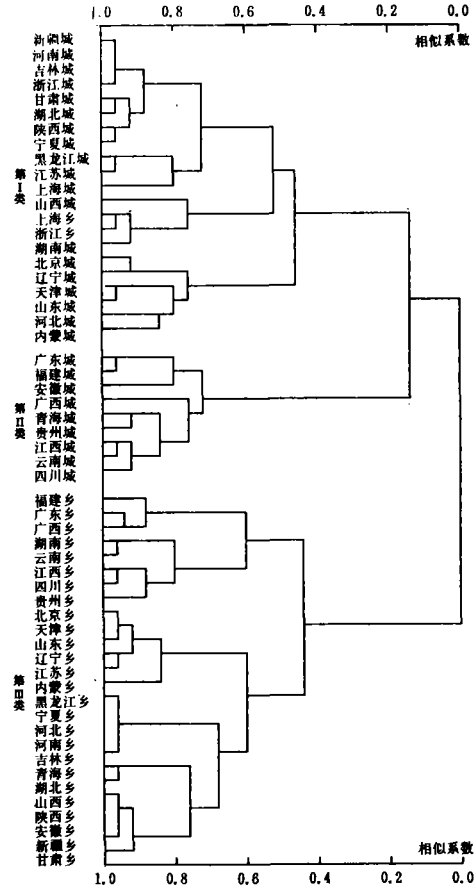 1.0 0.8 0.6 0.4 0.2 0.0
相似系数
新疆城
河南城
吉林城
浙江城
甘肃城
湖北城
陕西城
宁夏城
黑龙江城
江苏城
上海城
山西城
上海乡
浙江乡
湖南城
北京城
辽宁城
天津城
山东城
河北城
内蒙城
第I类
广东城
福建城
安徽城
广西城
青海城
贵州城
江西城
云南城
四川城
第II类
福建乡
广东乡
广西乡
湖南乡
云南乡
江西乡
四川乡
贵州乡
北京乡
天津乡
山东乡
辽宁乡
江苏乡
内蒙乡
黑龙江乡
宁夏乡
河北乡
河南乡
吉林乡
青海乡
湖北乡
山西乡
陕西乡
安徽乡
新疆乡
甘肃乡
第III类
相似系数
1.0 0.8 0.6 0.4 0.2 0.0